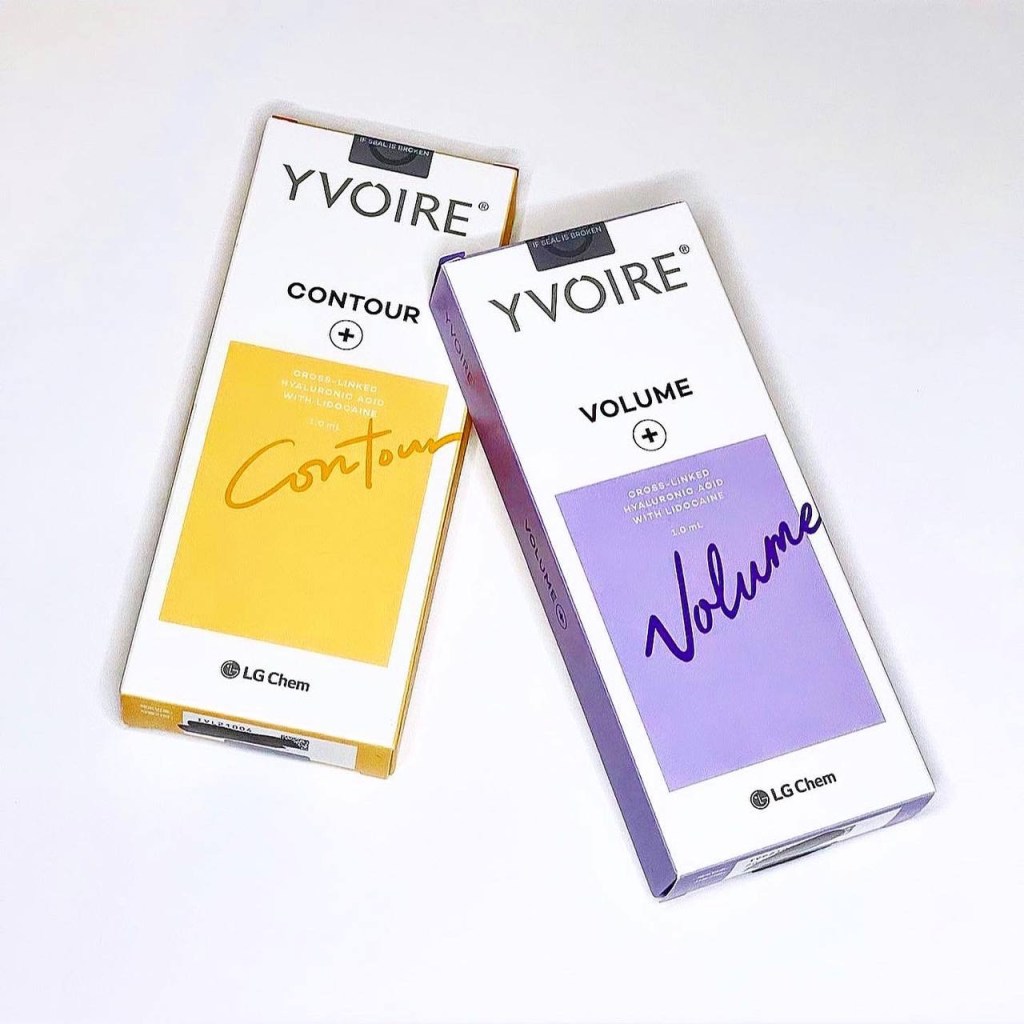 IF SEAL IS BROKEN
YVOIRE®
CONTOUR
+
CROSS-LINKED
HYALURONIC ACID
WITH LIDOCAINE
1.0 mL
Contour
LG Chem
IF SEAL IS BROKEN
YVOIRE®
VOLUME
+
CROSS-LINKED
HYALURONIC ACID
WITH LIDOCAINE
1.0 mL
Volume
LG Chem
YVOIRE
VOLUME+